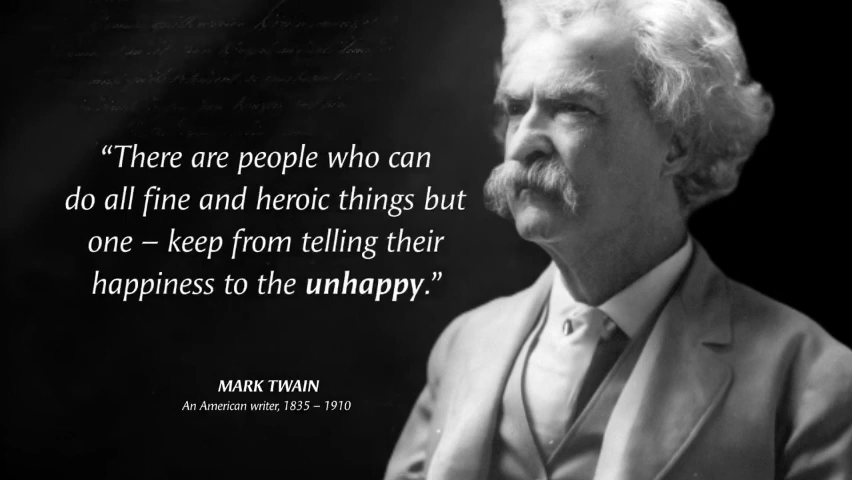 “There are people who can
do all fine and heroic things but
one – keep from telling their
happiness to the unhappy.”
MARK TWAIN
An American writer, 1835 – 1910